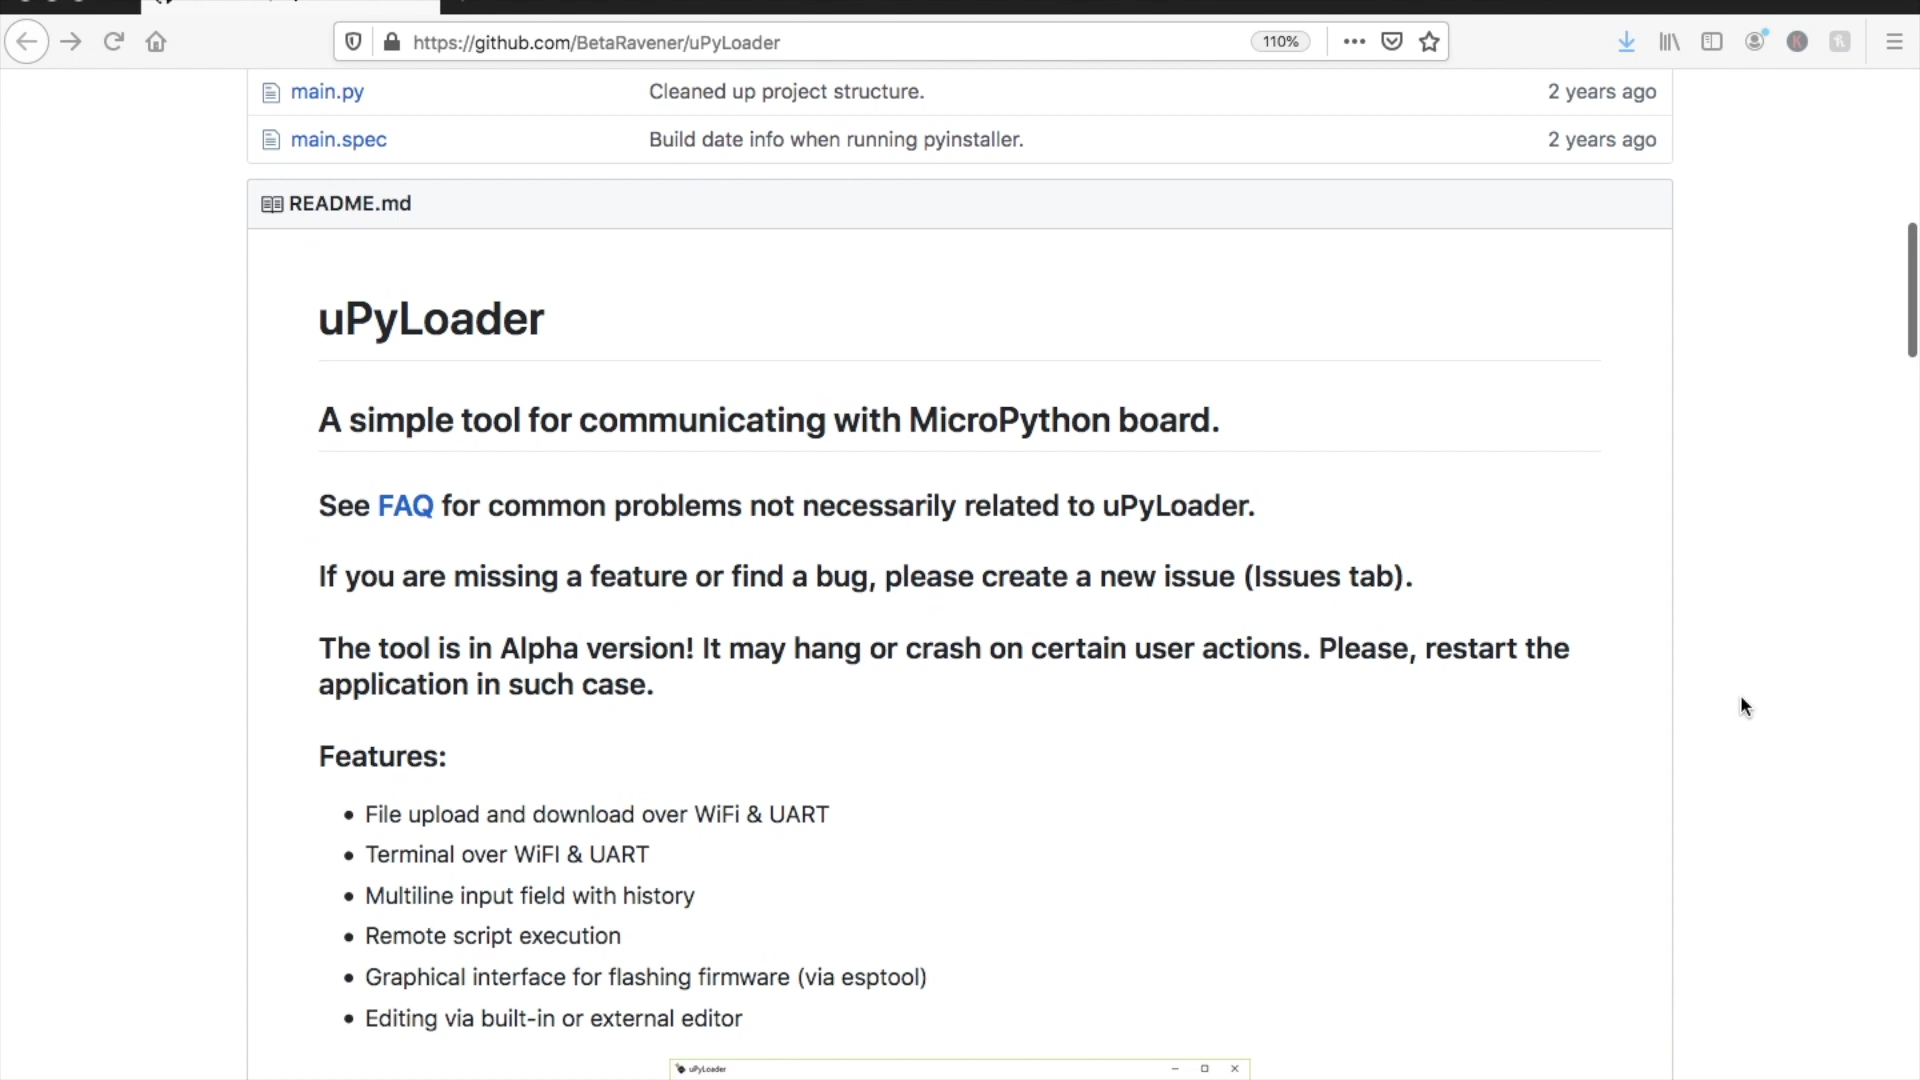 https://github.com/BetaRavener/uPyLoader
110%
main.py Cleaned up project structure. 2 years ago
main.spec Build date info when running pyinstaller. 2 years ago
README.md
uPyLoader
A simple tool for communicating with MicroPython board.
See FAQ for common problems not necessarily related to uPyLoader.
If you are missing a feature or find a bug, please create a new issue (Issues tab).
The tool is in Alpha version! It may hang or crash on certain user actions. Please, restart the
application in such case.
Features:
File upload and download over WiFi & UART
Terminal over WiFI & UART
Multiline input field with history
Remote script execution
Graphical interface for flashing firmware (via esptool)
Editing via built-in or external editor
uPyLoader